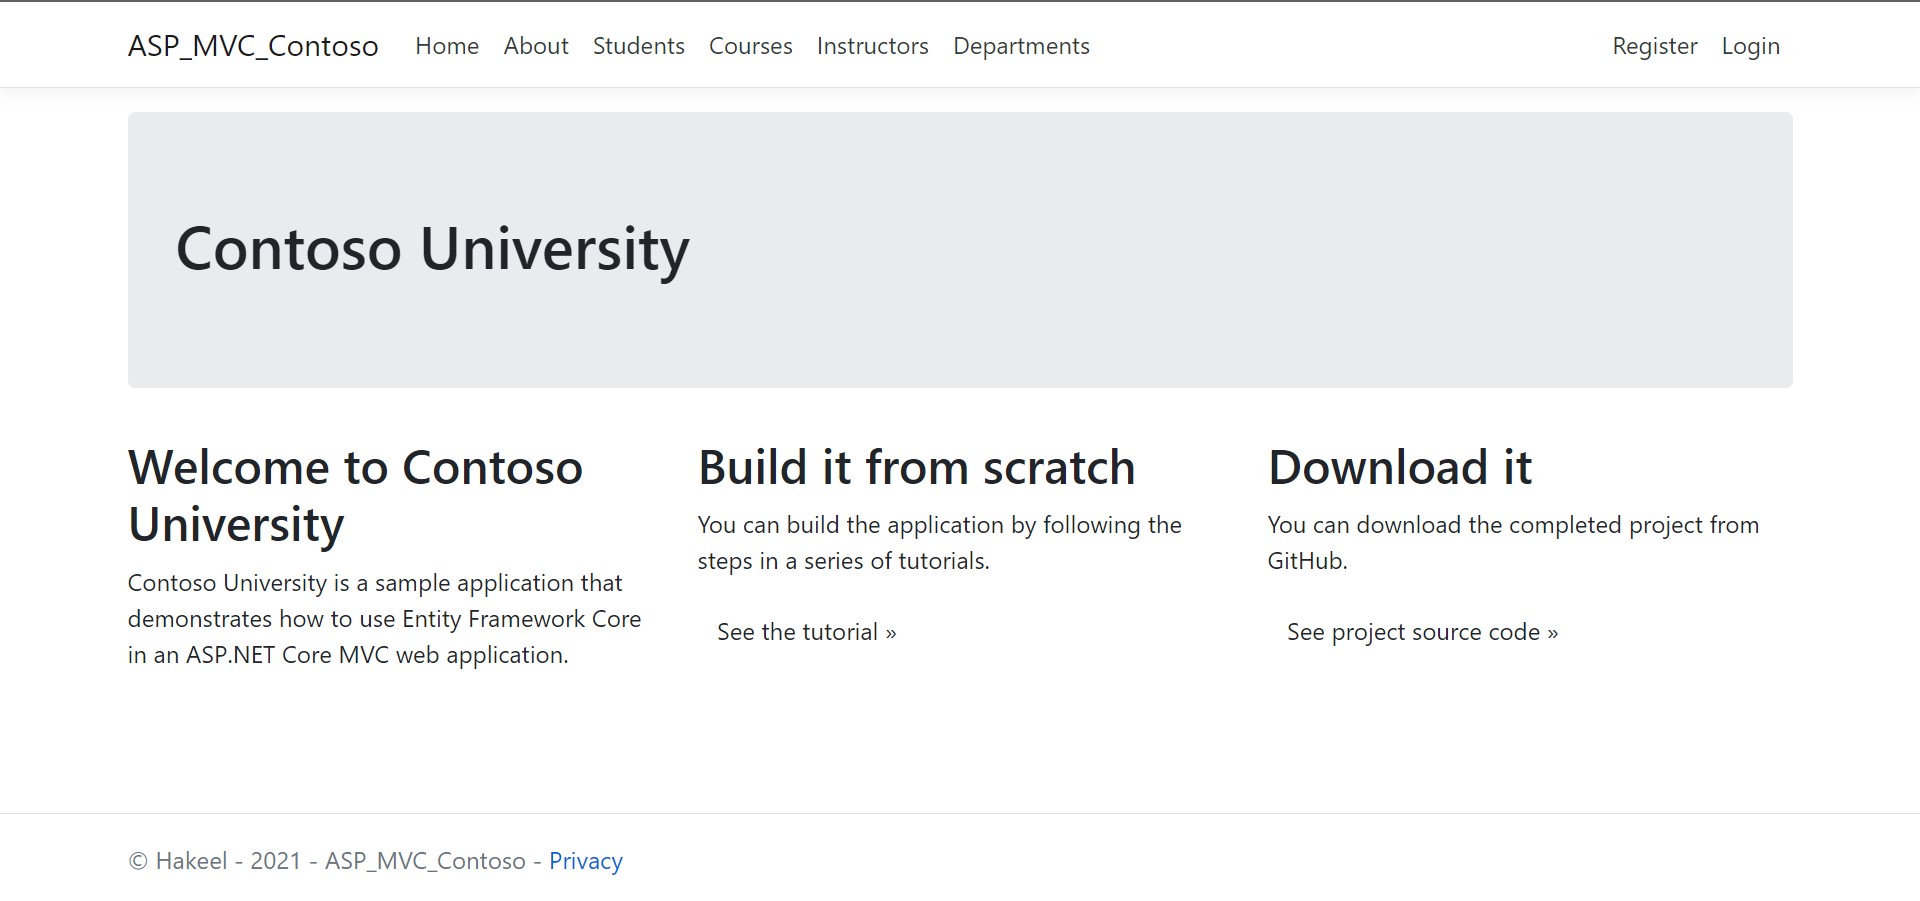 ASP_MVC_Contoso Home About Students Courses Instructors Departments Register Login
Contoso University
Welcome to Contoso
University
Contoso University is a sample application that
demonstrates how to use Entity Framework Core
in an ASP.NET Core MVC web application.
Build it from scratch
You can build the application by following the
steps in a series of tutorials.
See the tutorial »
Download it
You can download the completed project from
GitHub.
See project source code »
© Hakeel - 2021 - ASP_MVC_Contoso - Privacy